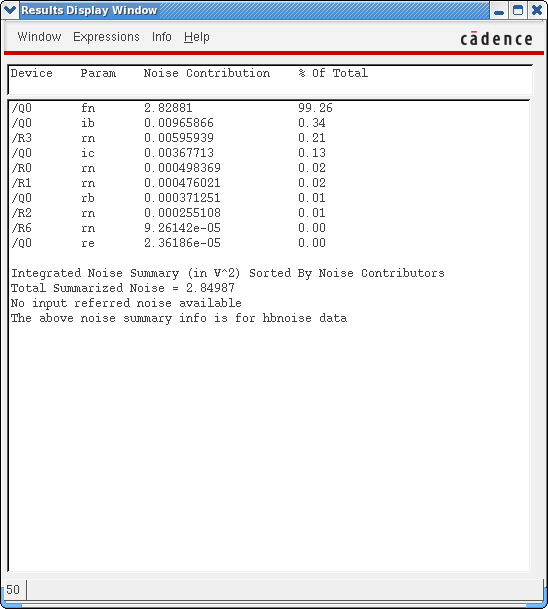 Results Display Window
Window Expressions Info Help
cādence
Device Param Noise Contribution % Of Total
/Q0 fn 2.82881 99.26
/Q0 ib 0.00965866 0.34
/R3 rn 0.00595939 0.21
/Q0 ic 0.00367713 0.13
/R0 rn 0.000498369 0.02
/R1 rn 0.000476021 0.02
/Q0 rb 0.000371251 0.01
/R2 rn 0.000255108 0.01
/R6 rn 9.26142e-05 0.00
/Q0 re 2.36186e-05 0.00
Integrated Noise Summary (in V^2) Sorted By Noise Contributors
Total Summarized Noise = 2.84987
No input referred noise available
The above noise summary info is for hbnoise data
50